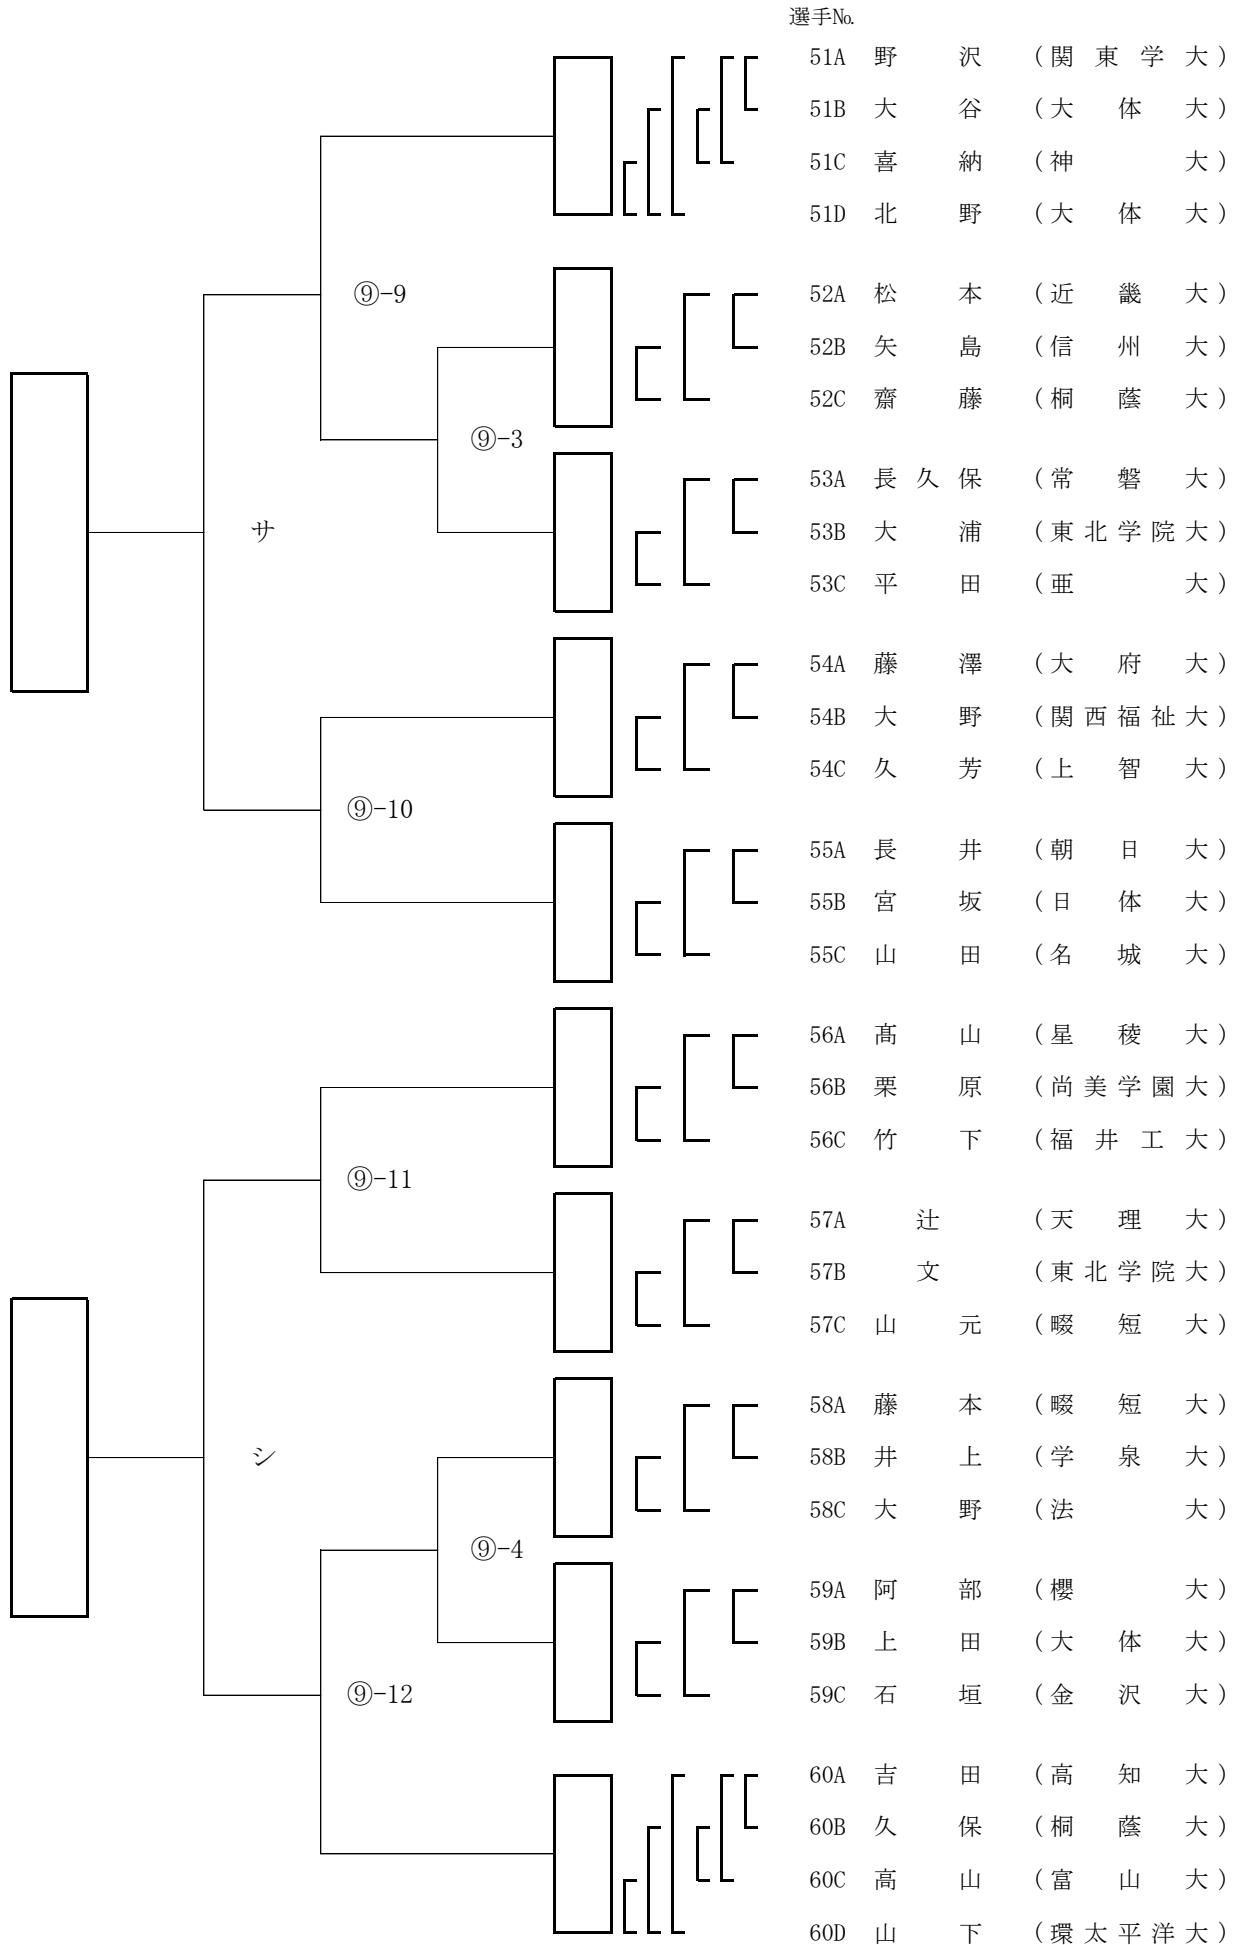 選手№
51A 野沢 (関東学大)
51B 大谷 (大体大)
51C 喜納 (神大)
51D 北野 (大体大)
⑨-9
52A 松本 (近畿大)
52B 矢島 (信州大)
52C 齋藤 (桐蔭大)
⑨-3
53A 長久保 (常磐大)
サ
53B 大浦 (東北学院大)
53C 平田 (亜大)
54A 藤澤 (大府大)
54B 大野 (関西福祉大)
54C 久芳 (上智大)
⑨-10
55A 長井 (朝日大)
55B 宮坂 (日体大)
55C 山田 (名城大)
56A 髙山 (星稜大)
56B 栗原 (尚美学園大)
56C 竹下 (福井工大)
⑨-11
57A 辻 (天理大)
57B 文 (東北学院大)
57C 山元 (畷短大)
58A 藤本 (畷短大)
シ
58B 井上 (学泉大)
58C 大野 (法大)
⑨-4
59A 阿部 (櫻大)
59B 上田 (大体大)
⑨-12
59C 石垣 (金沢大)
60A 吉田 (高知大)
60B 久保 (桐蔭大)
60C 高山 (富山大)
60D 山下 (環太平洋大)